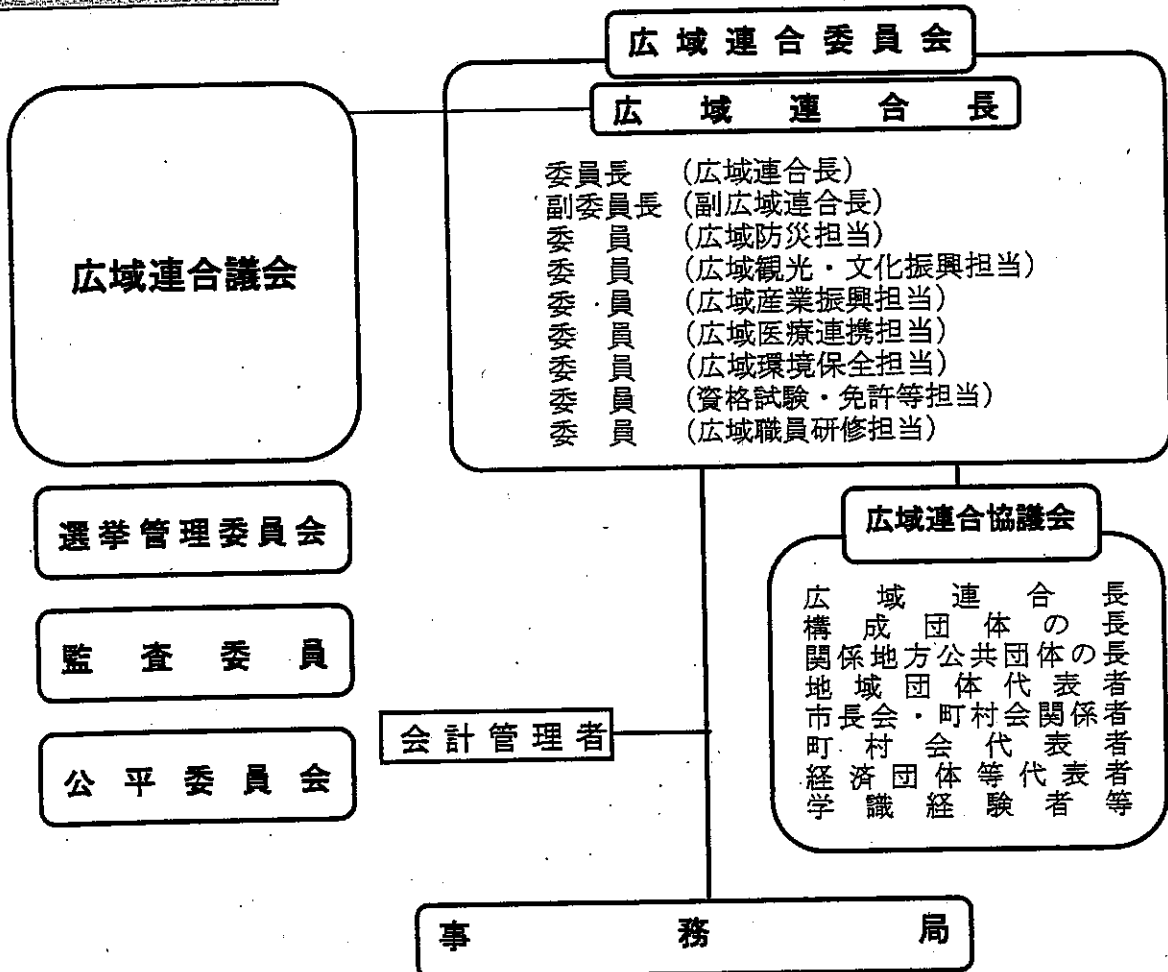 広域連合委員会
広域連合長
委員長 (広域連合長)
副委員長 (副広域連合長)
委員 (広域防災担当)
委員 (広域観光・文化振興担当)
委員 (広域産業振興担当)
委員 (広域医療連携担当)
委員 (広域環境保全担当)
委員 (資格試験・免許等担当)
委員 (広域職員研修担当)
広域連合議会
選挙管理委員会
監査委員
公平委員会
広域連合協議会
広域連合長
構成団体の長
関係地方公共団体の長
地域団体代表者
市長会・町村会関係者
町村会代表者
経済団体等代表者
学識経験者等
会計管理者
事務局